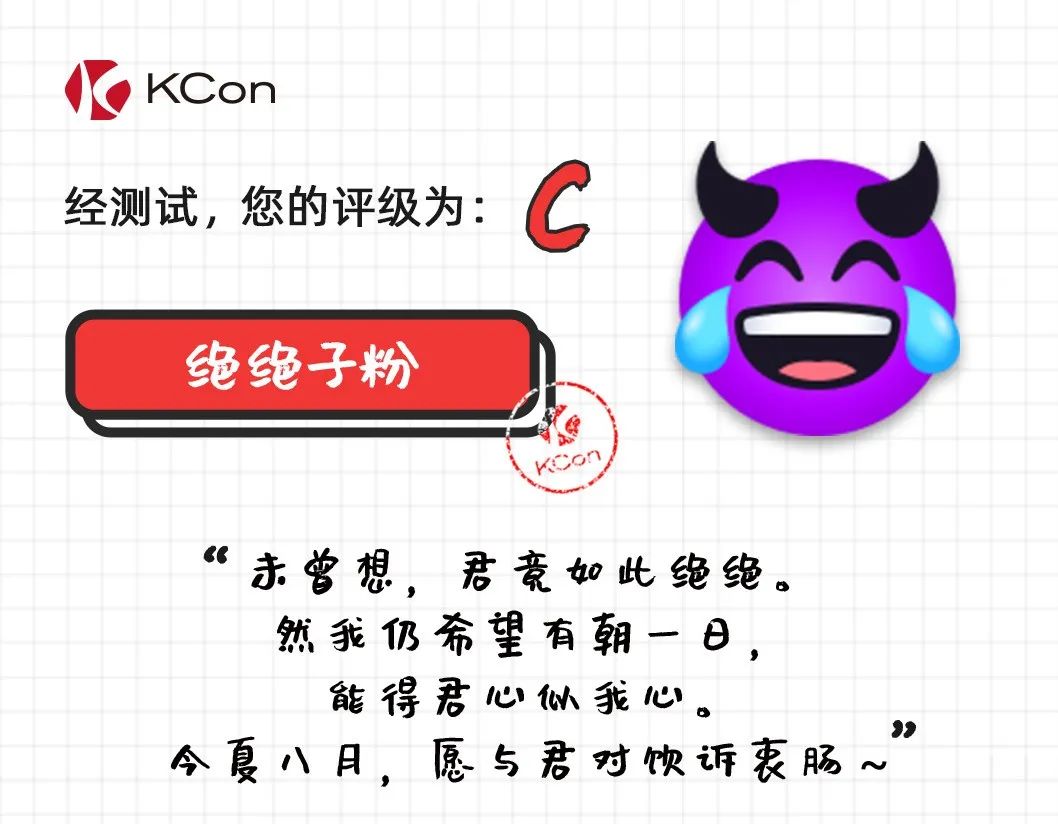 KCon
经测试，您的评级为：C
绝绝子粉
KCon
“未曾想，君竟如此绝绝。
然我仍希望有朝一日，
能得君心似我心。
今夏八月，愿与君对饮诉衷肠~”